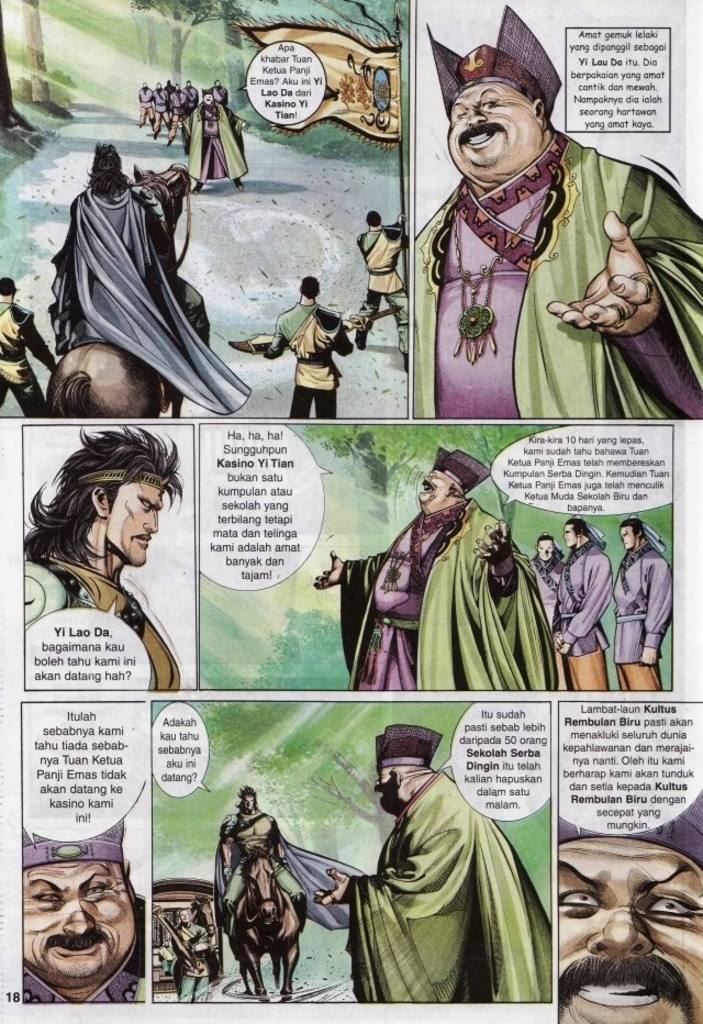 Apa
khabar Tuan
Ketua Panji
Emas? Aku ini Yi
Lao Da dari
Kasino Yi
Tian!
Amat gemuk lelaki
yang dipanggil sebagai
Yi Lau Da itu. Dia
berpakaian yang amat
cantik dan mewah.
Nampaknya dia ialah
seorang hartawan
yang amat kaya.
Yi Lao Da,
bagaimana kau
boleh tahu kami ini
akan datang hah?
Ha, ha, ha!
Sungguhpun
Kasino Yi Tian
bukan satu
kumpulan atau
sekolah yang
terbilang tetapi
mata dan telinga
kami adalah amat
banyak dan
tajam!
Kira-kira 10 hari yang lepas,
kami sudah tahu bahawa Tuan
Ketua Panji Emas telah membereskan
Kumpulan Serba Dingin. Kemudian Tuan
Ketua Panji Emas juga telah menculik
Ketua Muda Sekolah Biru dan
bapanya.
Itulah
sebabnya kami
tahu tiada sebab-
nya Tuan Ketua
Panji Emas tidak
akan datang ke
kasino kami
ini!
Adakah
kau tahu
sebabnya
aku ini
datang?
Itu sudah
pasti sebab lebih
daripada 50 orang
Sekolah Serba
Dingin itu telah
kalian hapuskan
dalam satu
malam.
Lambat-laun Kultus
Rembulan Biru pasti akan
menakluki seluruh dunia
kepahlawanan dan merajai-
nya nanti. Oleh itu kami
berharap kami akan tunduk
dan setia kepada Kultus
Rembulan Biru dengan
secepat yang
mungkin.
18